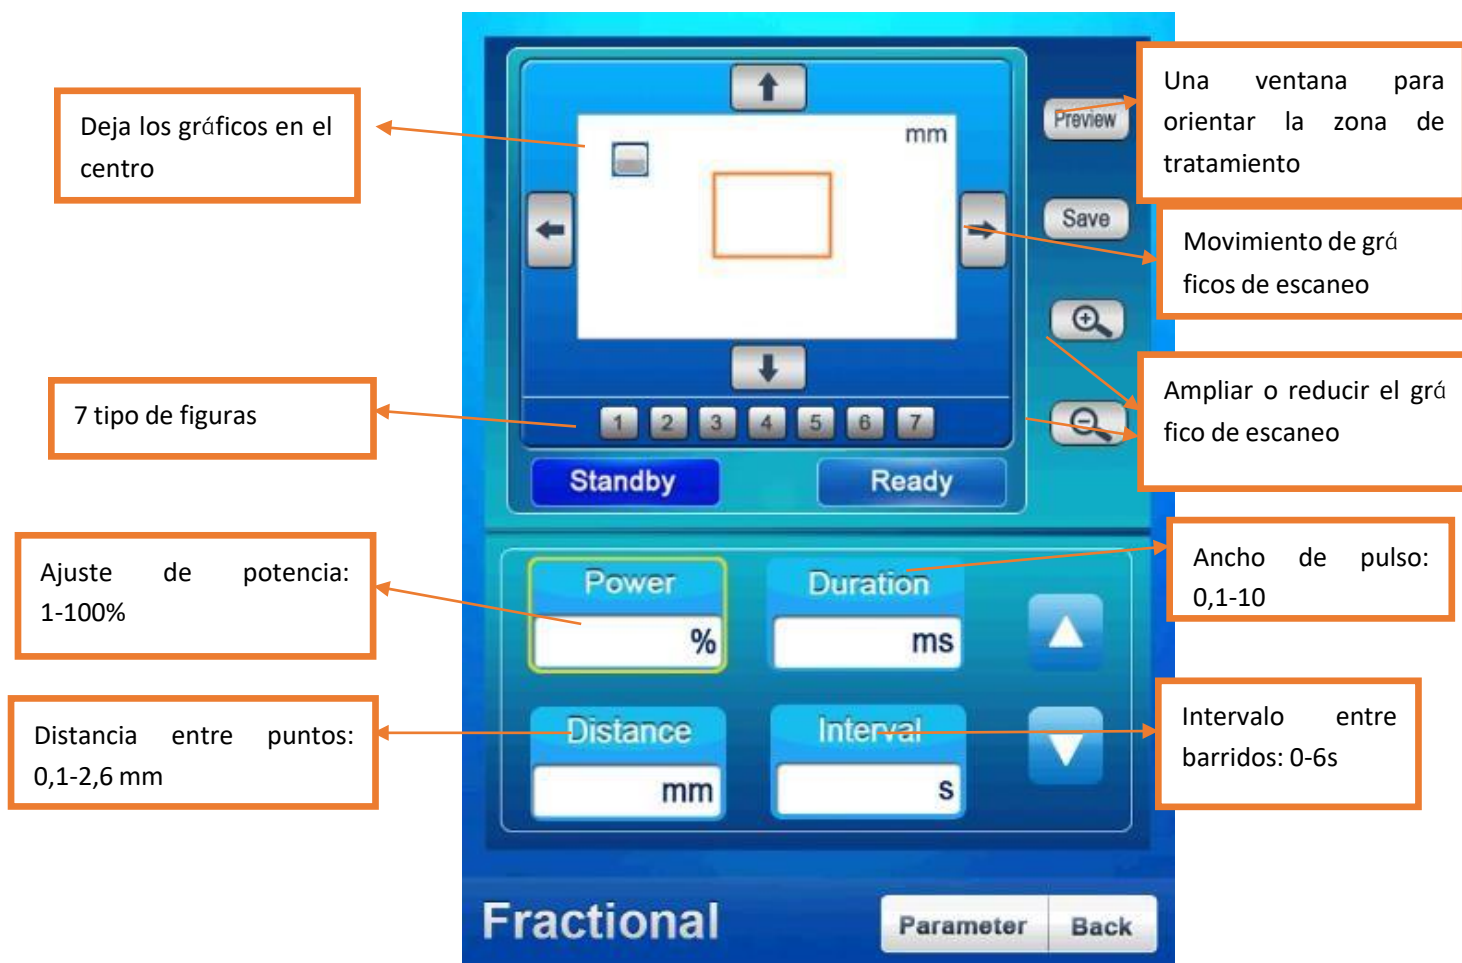 Deja los gráficos en el
centro
7 tipo de figuras
Ajuste de potencia:
1-100%
Distancia entre puntos:
0,1-2,6 mm
mm
Preview
Save
1 2 3 4 5 6 7
Standby
Ready
Power
%
Duration
ms
Distance
mm
Interval
s
Fractional
Parameter
Back
Una ventana para
orientar la zona de
tratamiento
Movimiento de grá
ficos de escaneo
Ampliar o reducir el grá
fico de escaneo
Ancho de pulso:
0,1-10
Intervalo entre
barridos: 0-6s